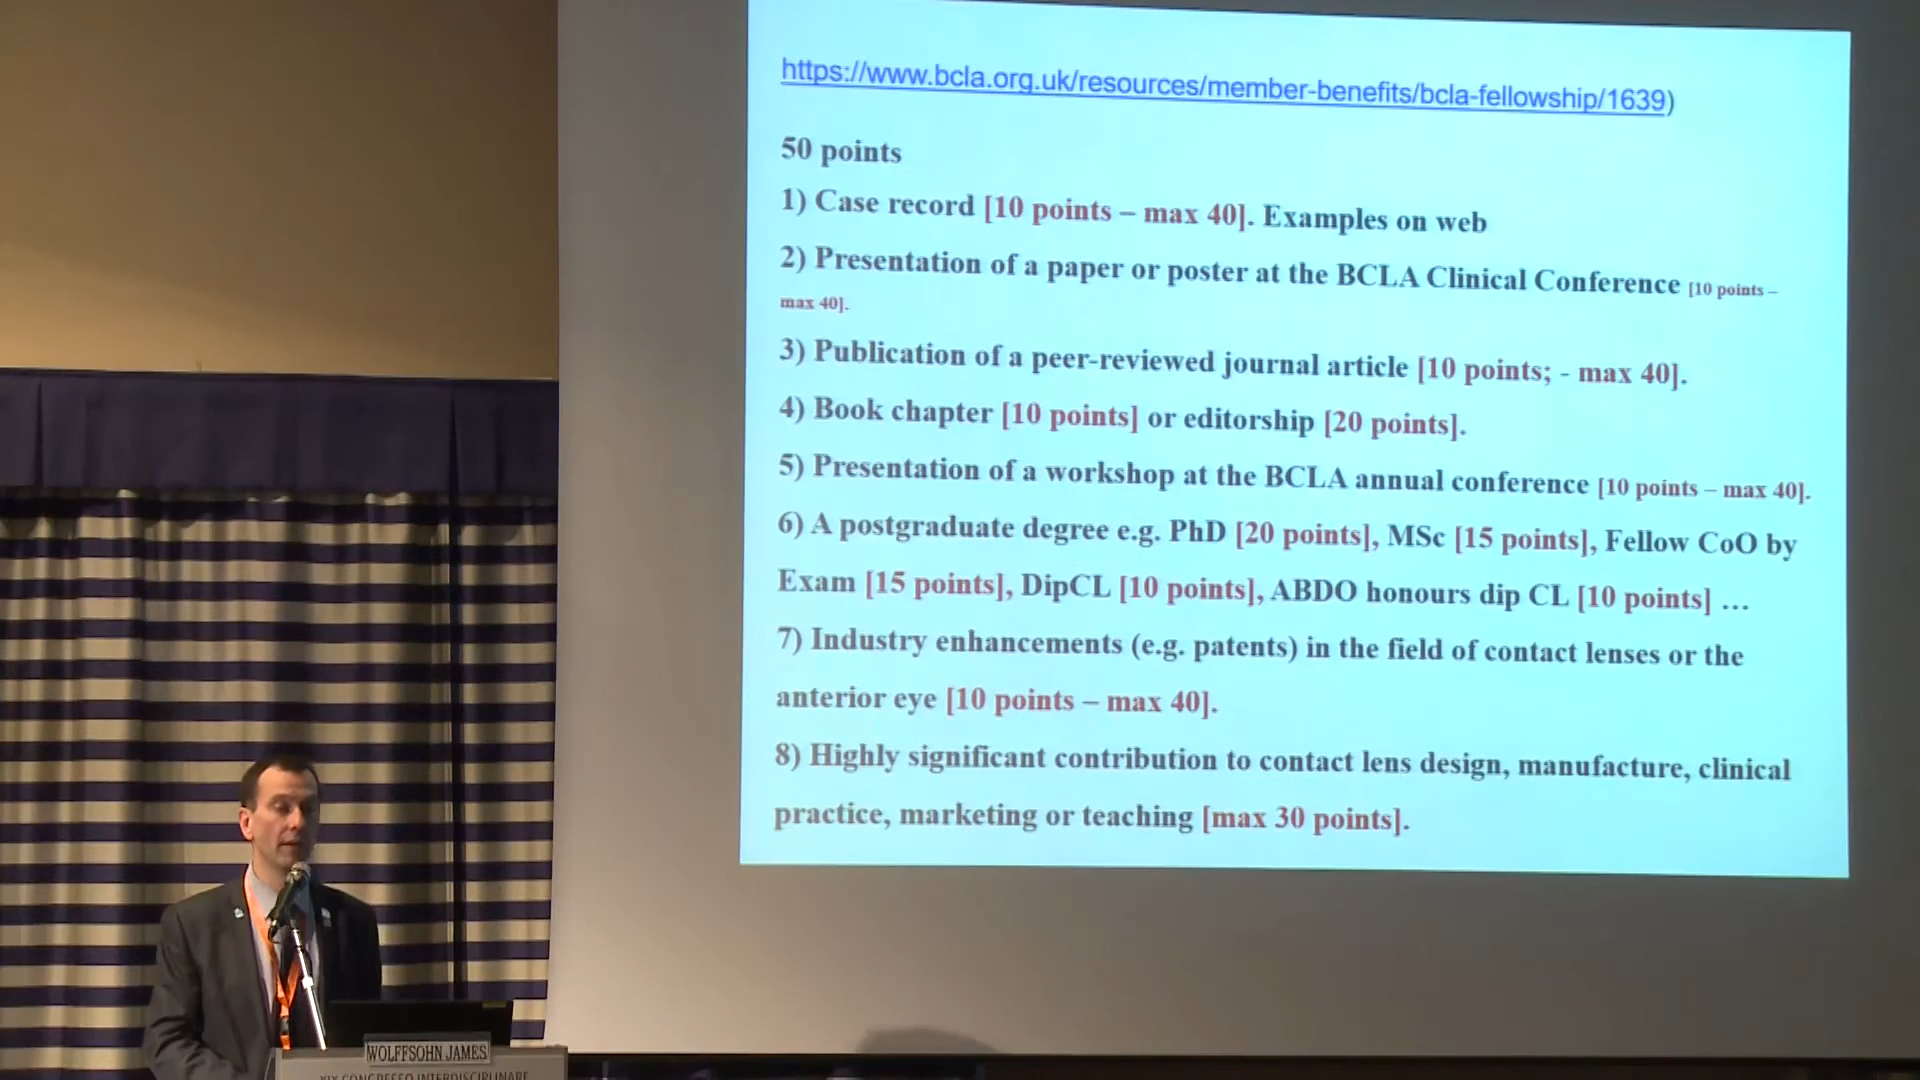 https://www.bcla.org.uk/resources/member-benefits/bcla-fellowship/1639)
50 points
1) Case record [10 points – max 40]. Examples on web
2) Presentation of a paper or poster at the BCLA Clinical Conference [10 points –
max 40].
3) Publication of a peer-reviewed journal article [10 points; - max 40].
4) Book chapter [10 points] or editorship [20 points].
5) Presentation of a workshop at the BCLA annual conference [10 points – max 40].
6) A postgraduate degree e.g. PhD [20 points], MSc [15 points], Fellow CoO by
Exam [15 points], DipCL [10 points], ABDO honours dip CL [10 points] …
7) Industry enhancements (e.g. patents) in the field of contact lenses or the
anterior eye [10 points – max 40].
8) Highly significant contribution to contact lens design, manufacture, clinical
practice, marketing or teaching [max 30 points].
WOLFFSOHN JAMES
XIX CONGRESSO INTERDISCIPLINARE